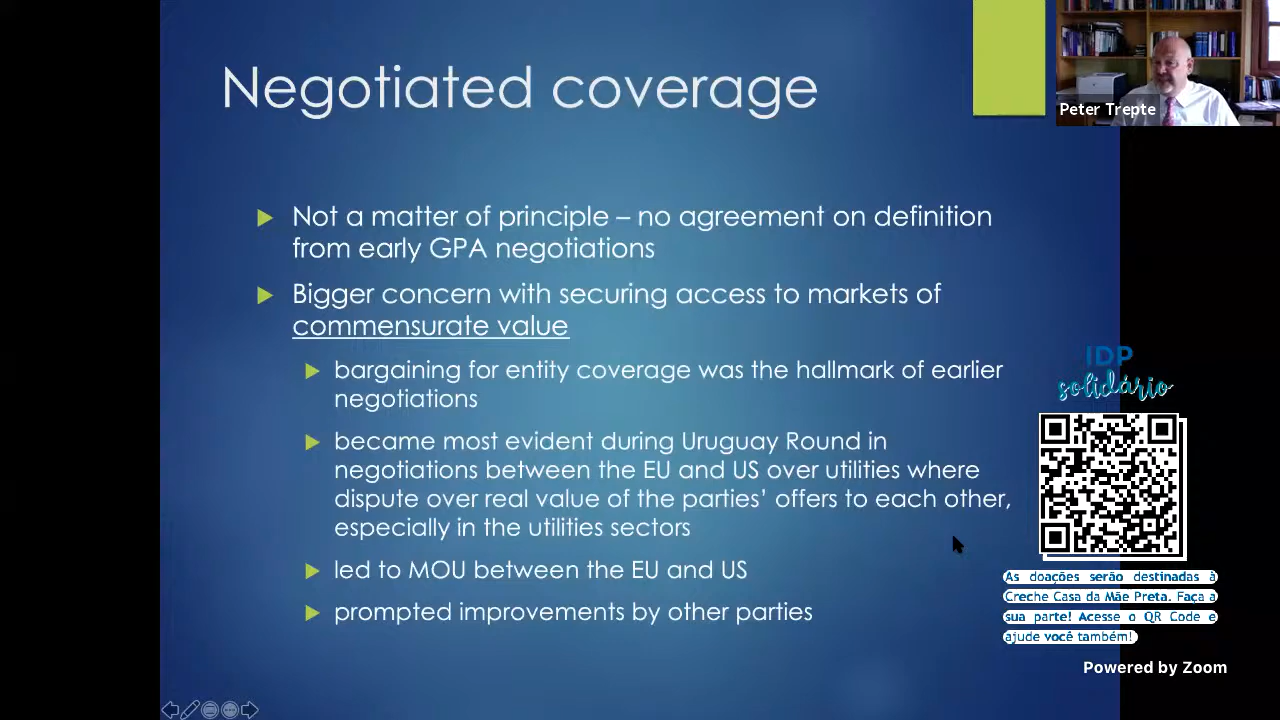 Negotiated coverage
Peter Trepte
Not a matter of principle – no agreement on definition
from early GPA negotiations
Bigger concern with securing access to markets of
commensurate value
bargaining for entity coverage was the hallmark of earlier
negotiations
became most evident during Uruguay Round in
negotiations between the EU and US over utilities where
dispute over real value of the parties’ offers to each other,
especially in the utilities sectors
led to MOU between the EU and US
prompted improvements by other parties
IDP
solidário
As doações serão destinadas à
Creche Casa da Mãe Preta. Faça a
sua parte! Acesse o QR Code e
ajude você também!
Powered by Zoom